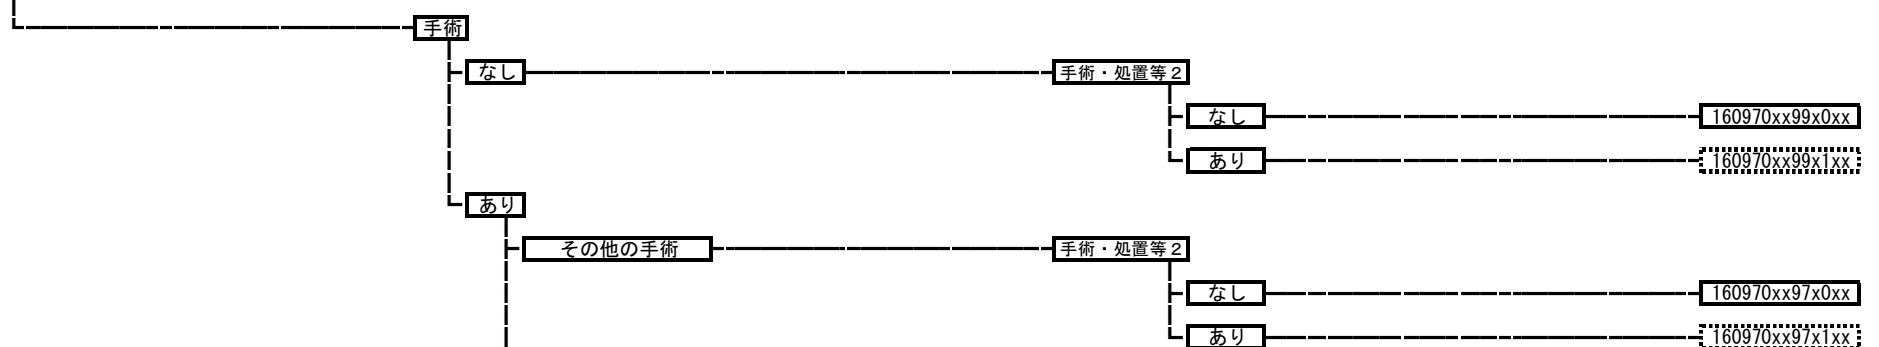 手術
なし 手術・処置等２
なし 160970xx99x0xx
あり 160970xx99x1xx
あり
その他の手術 手術・処置等２
なし 160970xx97x0xx
あり 160970xx97x1xx